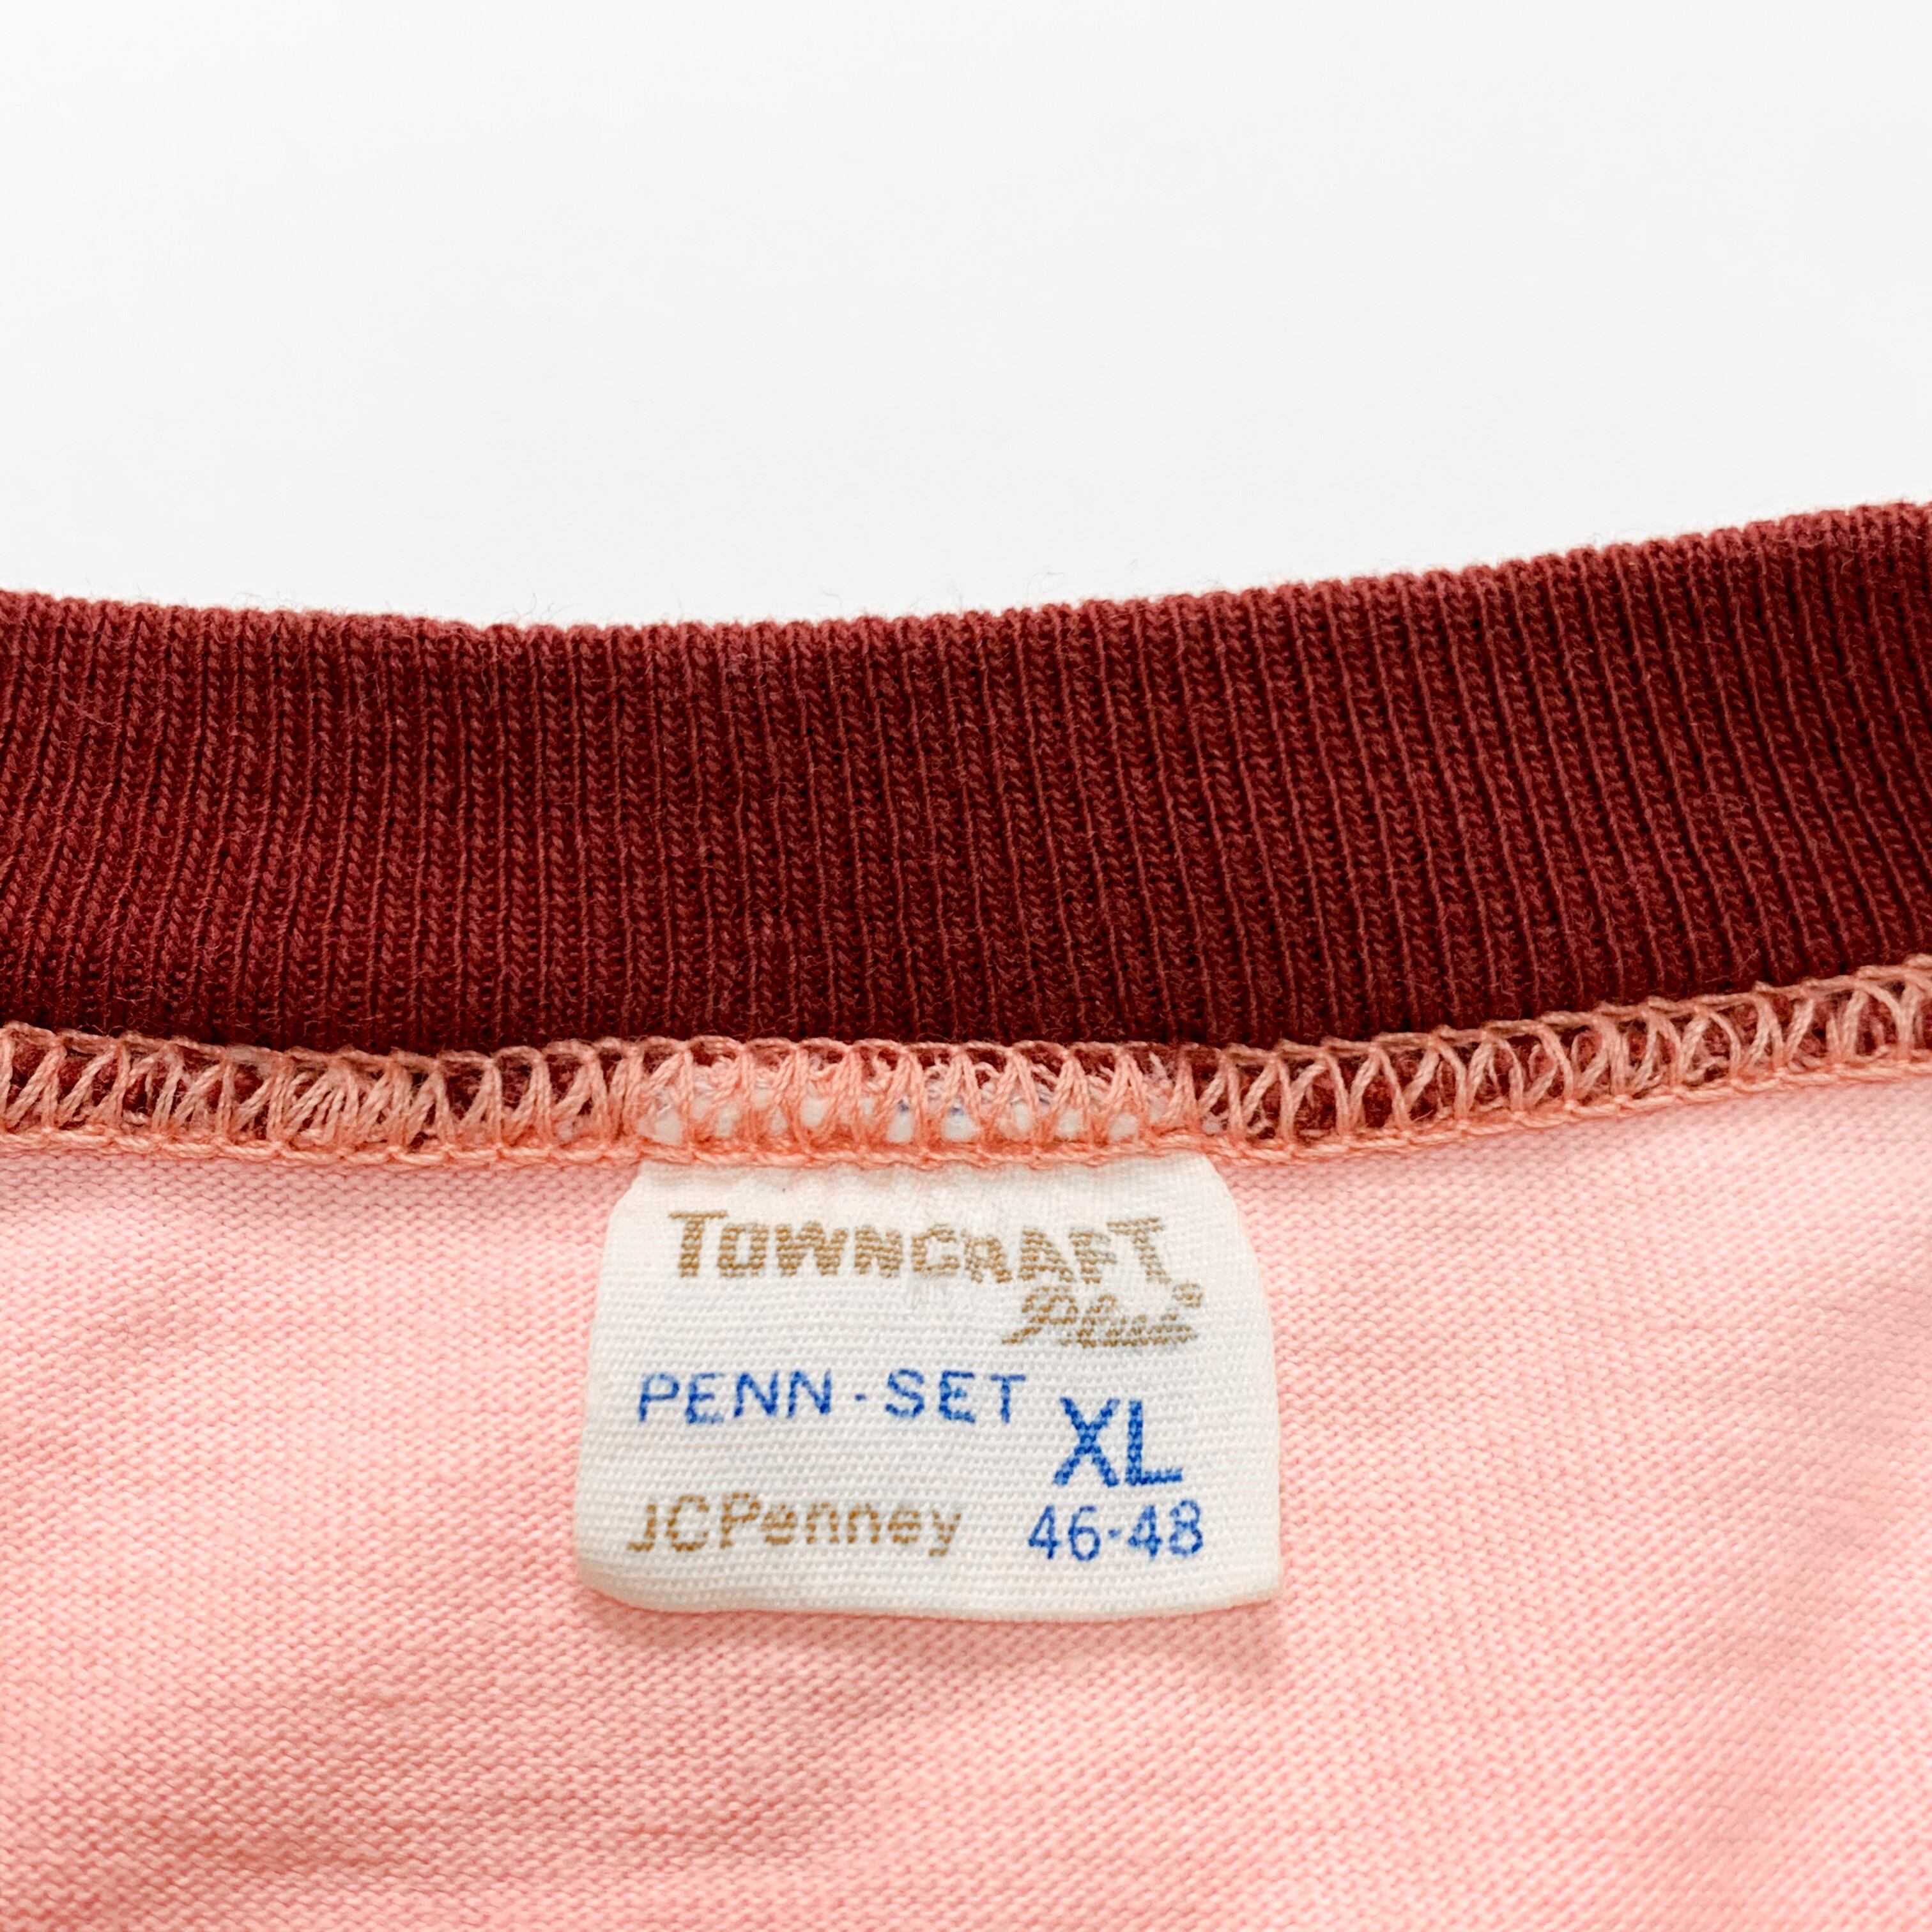 TOWNCRAFT
Plus®
PENN-SET
XL
JCPenney
46-48